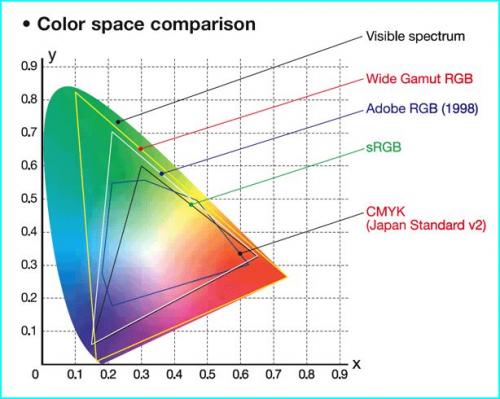 • Color space comparison
y
Visible spectrum
0.9
Wide Gamut RGB
0.8
Adobe RGB (1998)
0.7
sRGB
0.6
0.5
CMYK
(Japan Standard v2)
0.4
0.3
0.2
0.1
x
0 0.1 0.2 0.3 0.4 0.5 0.6 0.7 0.8 0.9